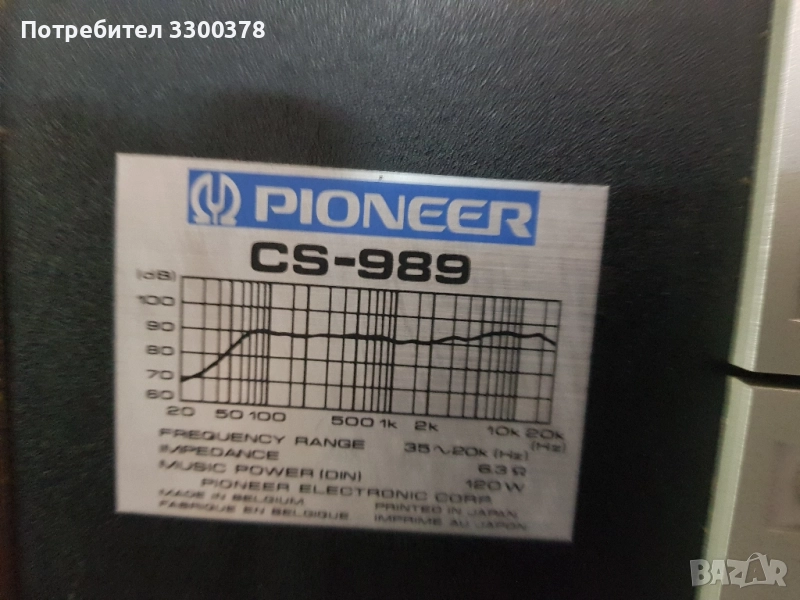 Потребител 3300378
PIONEER
CS-989
(dB)
100
90
80
70
60
20 50 100 500 1k 2k 10k 20k
(Hz)
FREQUENCY RANGE 35∿20k (Hz)
IMPEDANCE 6.3 Ω
MUSIC POWER (DIN) 120 W
PIONEER ELECTRONIC CORP.
MADE IN BELGIUM PRINTED IN JAPAN
FABRIQUE EN BELGIQUE IMPRIME AU JAPON
BAZAR